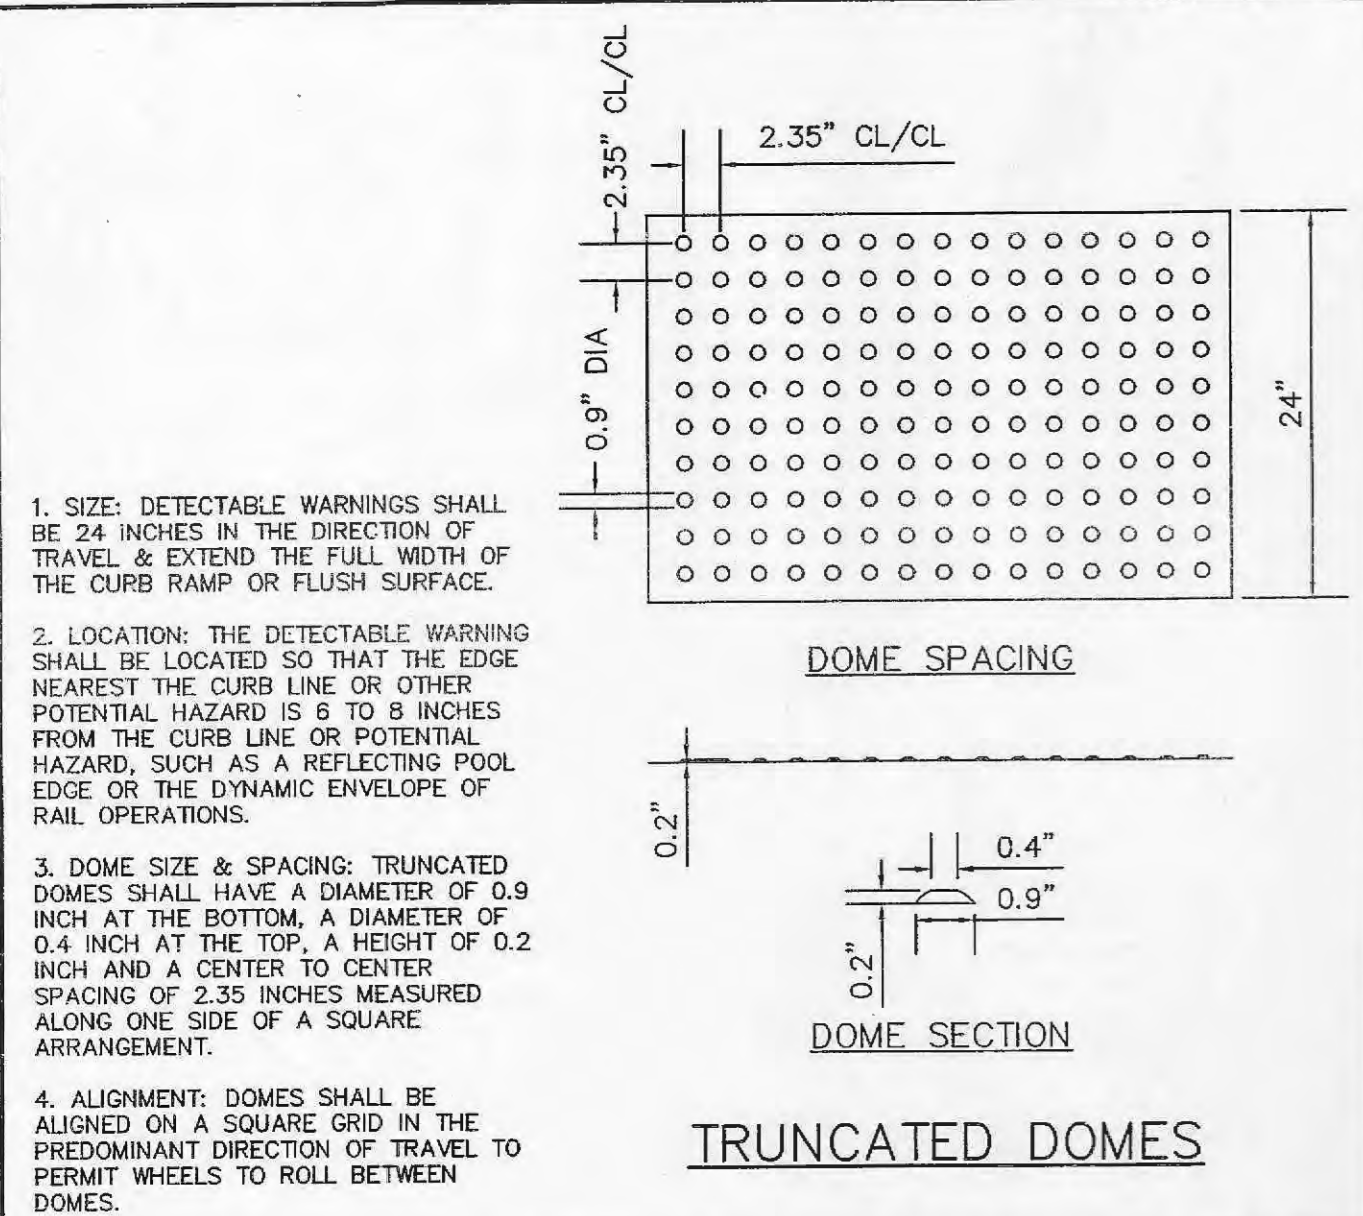 2.35" CL/CL
2.35" CL/CL
0.9" DIA
24"
DOME SPACING
1. SIZE: DETECTABLE WARNINGS SHALL
BE 24 INCHES IN THE DIRECTION OF
TRAVEL & EXTEND THE FULL WIDTH OF
THE CURB RAMP OR FLUSH SURFACE.
2. LOCATION: THE DETECTABLE WARNING
SHALL BE LOCATED SO THAT THE EDGE
NEAREST THE CURB LINE OR OTHER
POTENTIAL HAZARD IS 6 TO 8 INCHES
FROM THE CURB LINE OR POTENTIAL
HAZARD, SUCH AS A REFLECTING POOL
EDGE OR THE DYNAMIC ENVELOPE OF
RAIL OPERATIONS.
3. DOME SIZE & SPACING: TRUNCATED
DOMES SHALL HAVE A DIAMETER OF 0.9
INCH AT THE BOTTOM, A DIAMETER OF
0.4 INCH AT THE TOP, A HEIGHT OF 0.2
INCH AND A CENTER TO CENTER
SPACING OF 2.35 INCHES MEASURED
ALONG ONE SIDE OF A SQUARE
ARRANGEMENT.
4. ALIGNMENT: DOMES SHALL BE
ALIGNED ON A SQUARE GRID IN THE
PREDOMINANT DIRECTION OF TRAVEL TO
PERMIT WHEELS TO ROLL BETWEEN
DOMES.
0.2"
0.4"
0.9"
0.2"
DOME SECTION
TRUNCATED DOMES